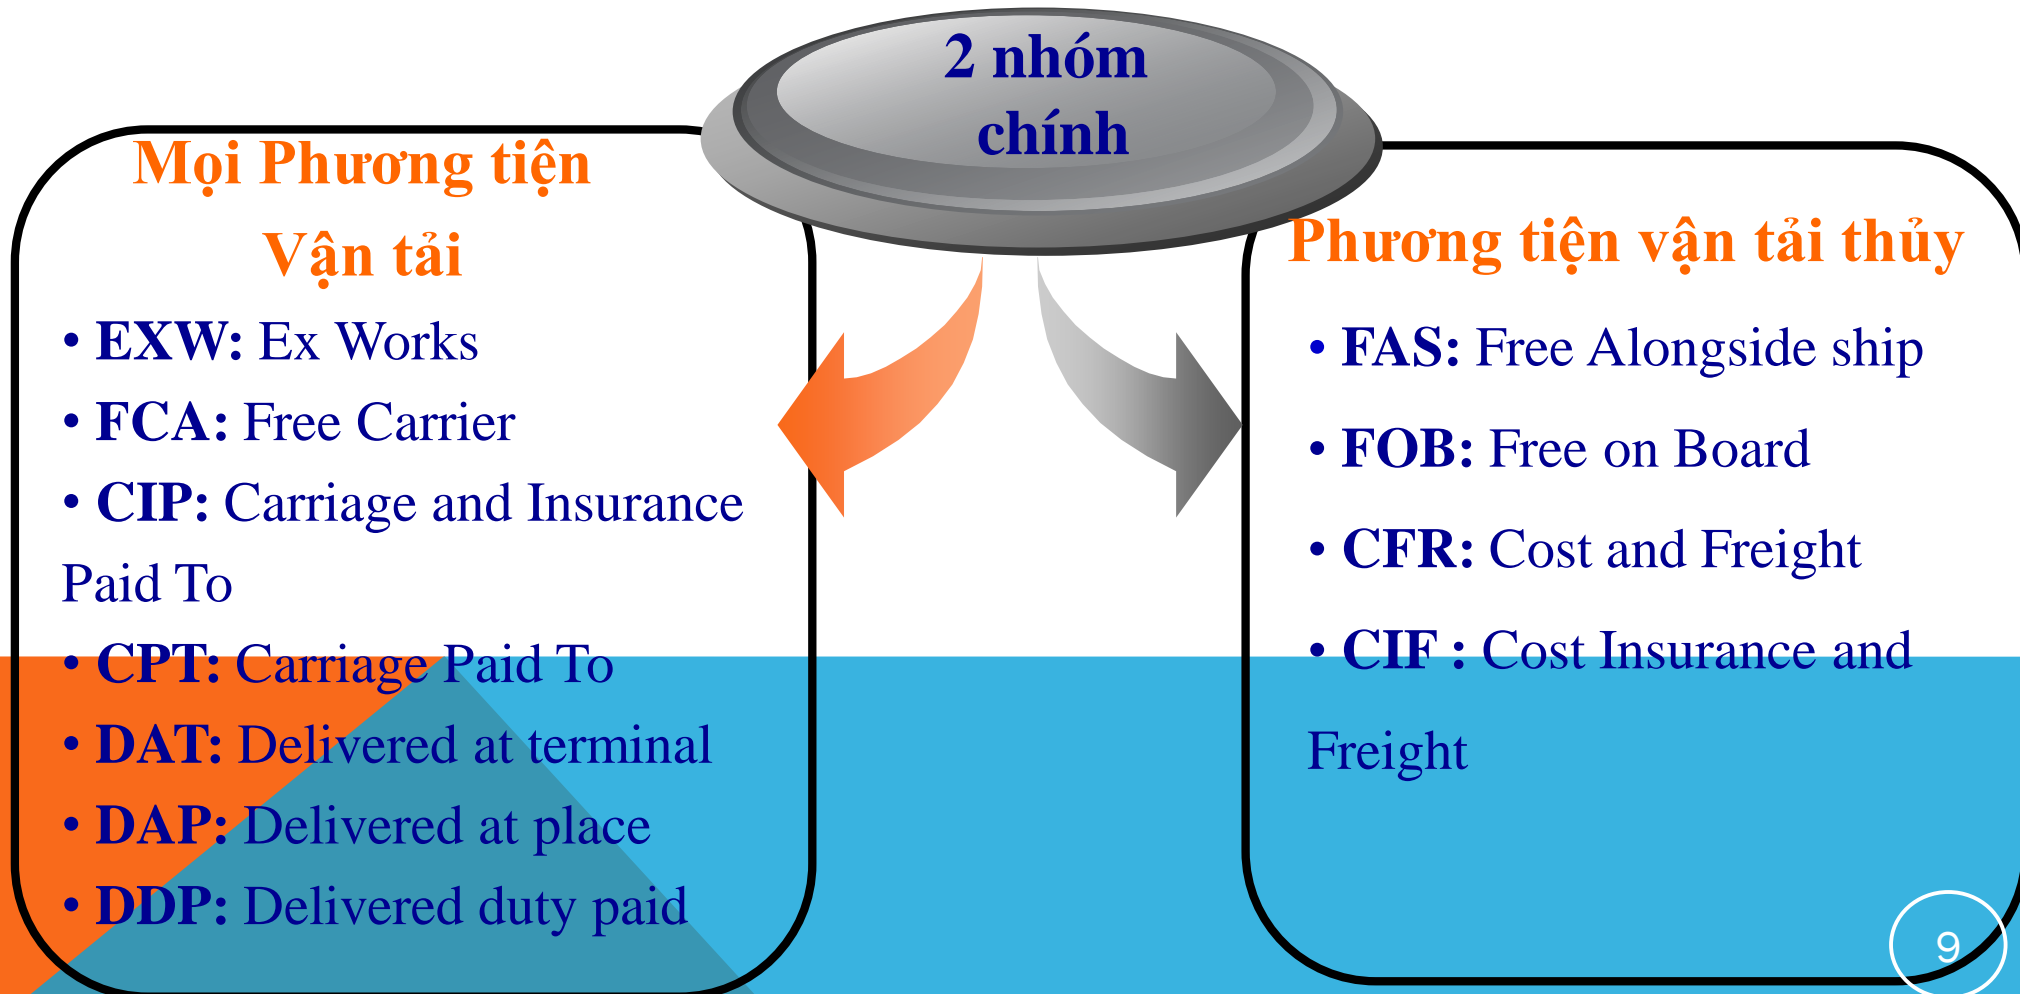 2 nhóm
chính
Mọi Phương tiện
Vận tải
• EXW: Ex Works
• FCA: Free Carrier
• CIP: Carriage and Insurance
Paid To
• CPT: Carriage Paid To
• DAT: Delivered at terminal
• DAP: Delivered at place
• DDP: Delivered duty paid
Phương tiện vận tải thủy
• FAS: Free Alongside ship
• FOB: Free on Board
• CFR: Cost and Freight
• CIF : Cost Insurance and
Freight
9